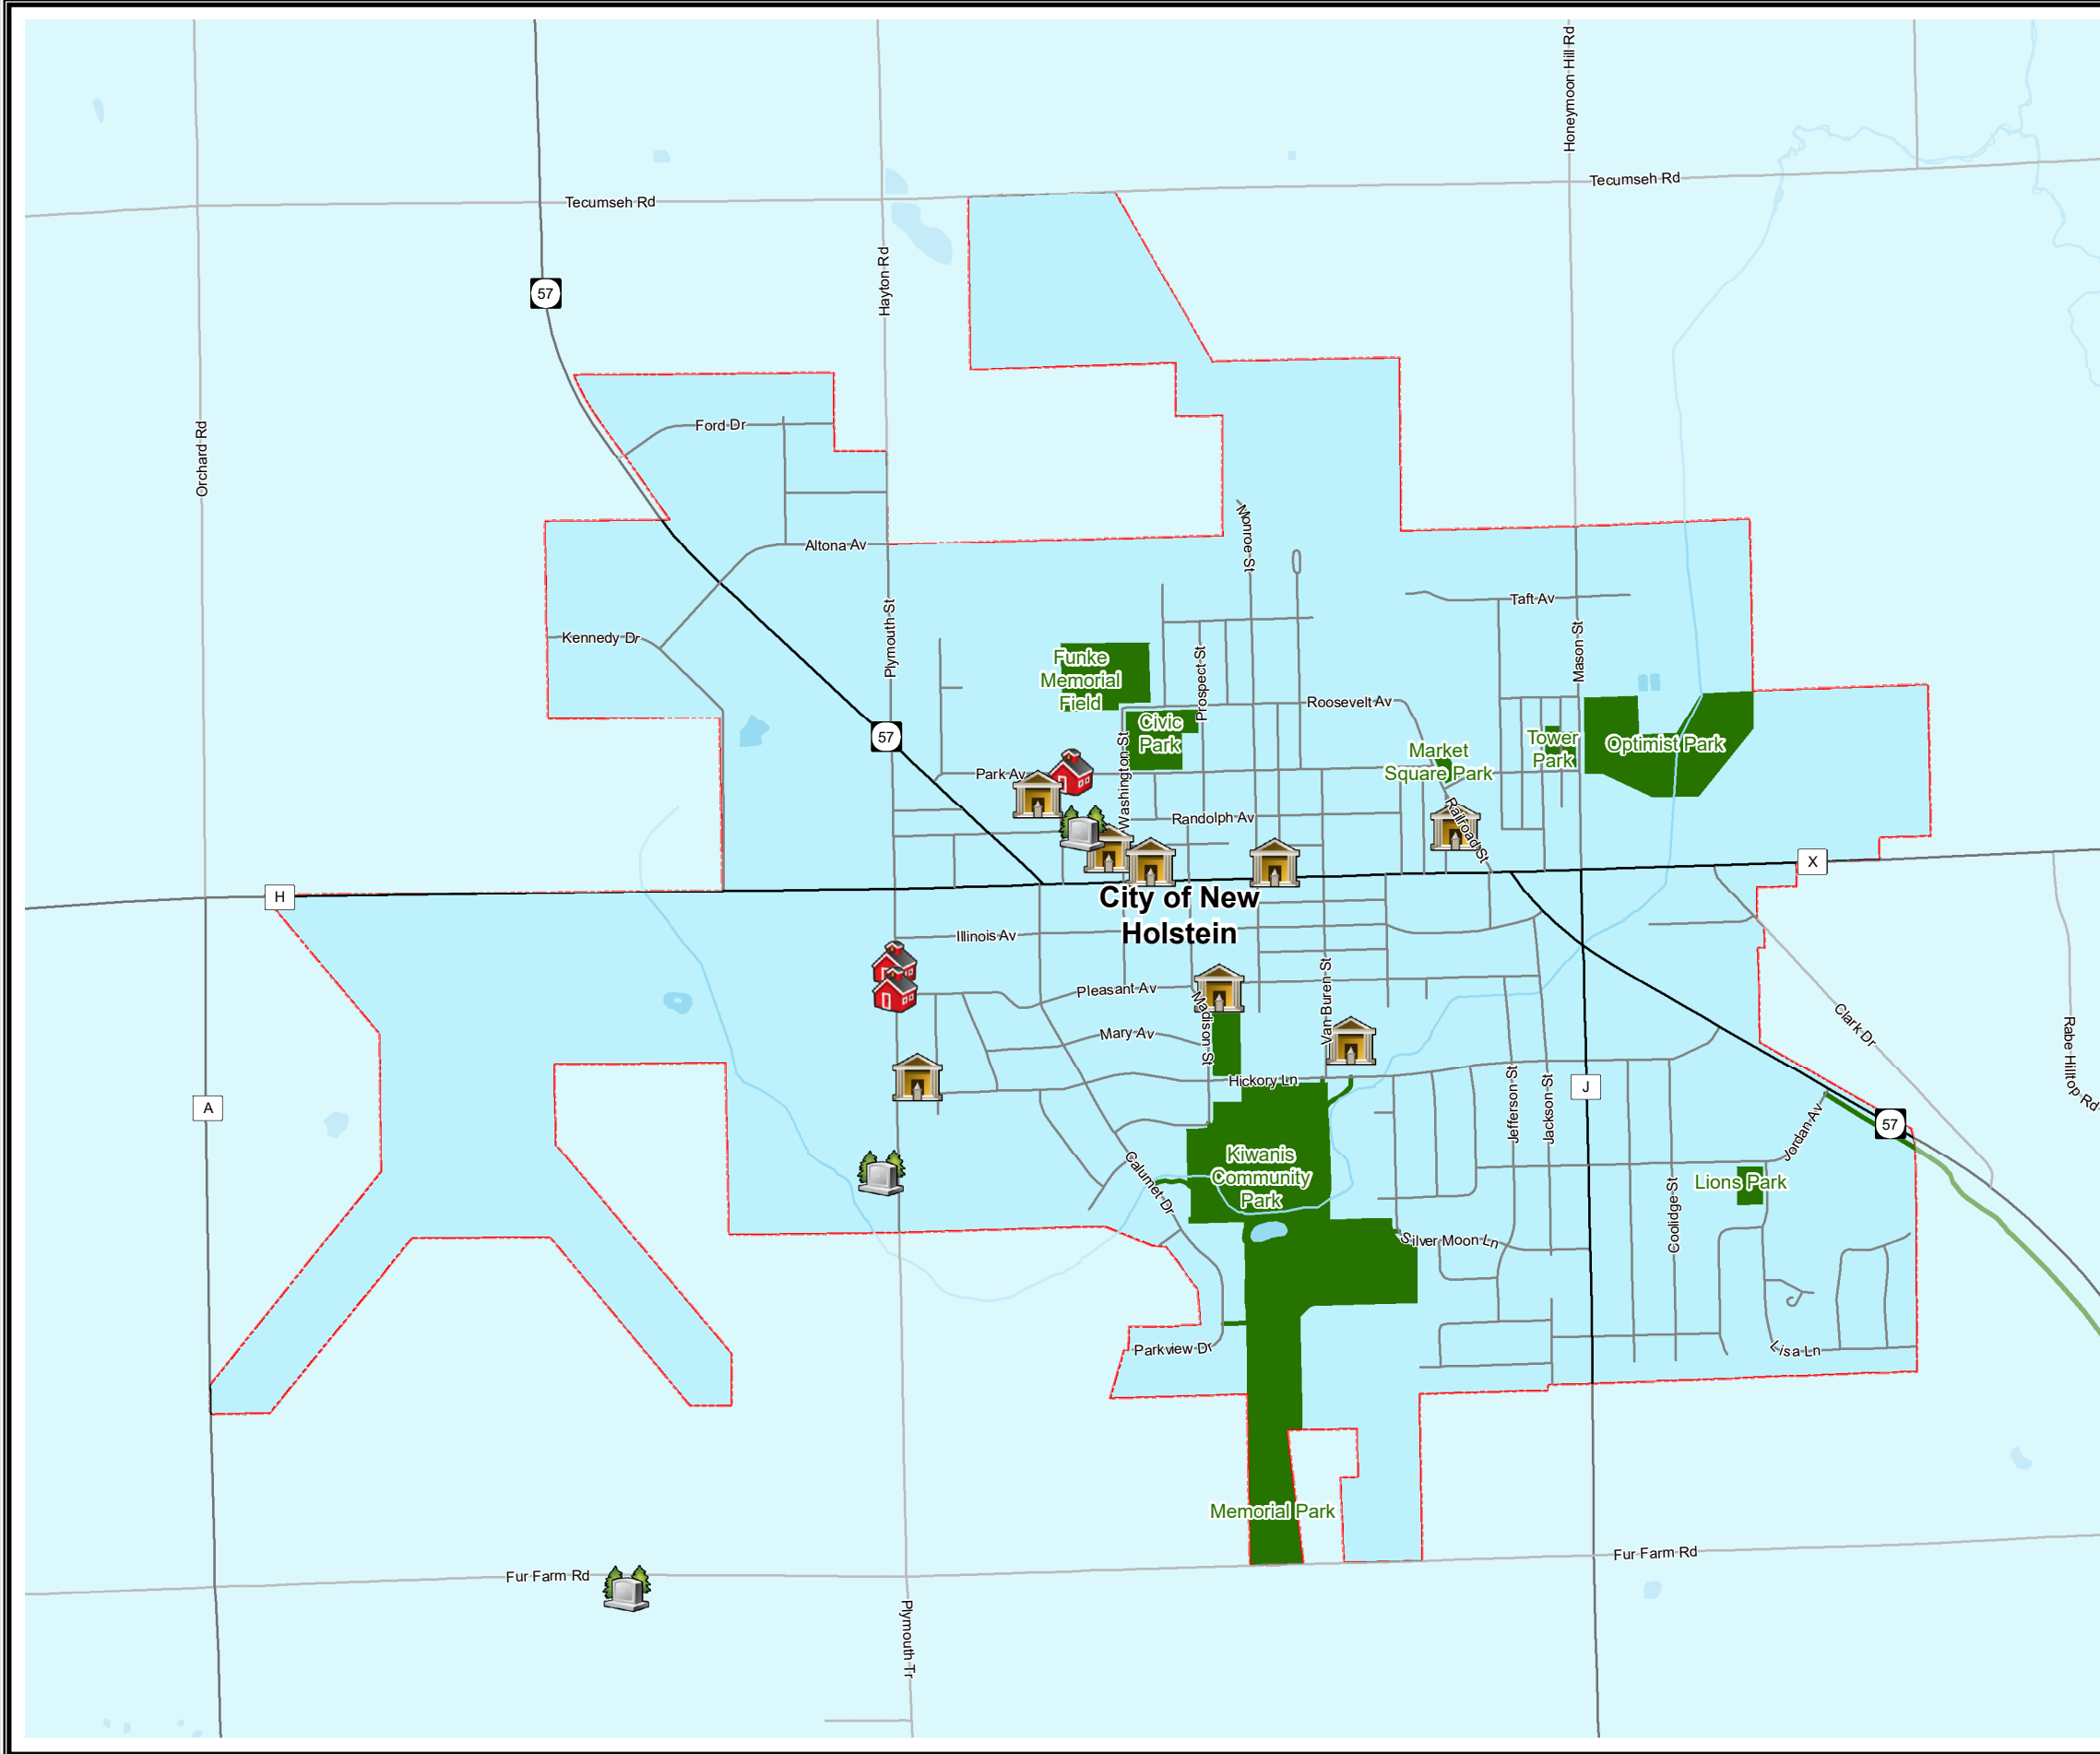 Honeymoon Hill Rd
Tecumseh Rd
Tecumseh Rd
Hayton Rd
57
Orchard Rd
Ford Dr
Monroe St
Altona Av
Taft Av
Plymouth St
Kennedy Dr
Mason St
Funke
Memorial
Field
Prospect St
Roosevelt Av
Civic
Park
57
Washington St
Tower
Park
Optimist Park
Market
Square Park
Park Av
Randolph Av
Railroad St
X
H
City of New
Holstein
Illinois Av
Pleasant Av
Madison St
Van Buren St
Mary Av
Clark Dr
Rabe Hilltop Rd
Hickory Ln
J
A
Jefferson St
Jackson St
57
Jordan Av
Kiwanis
Community
Park
Calumet Dr
Lions Park
Coolidge St
Silver Moon Ln
Parkview Dr
Lisa Ln
Memorial Park
Fur Farm Rd
Fur Farm Rd
Plymouth Tr